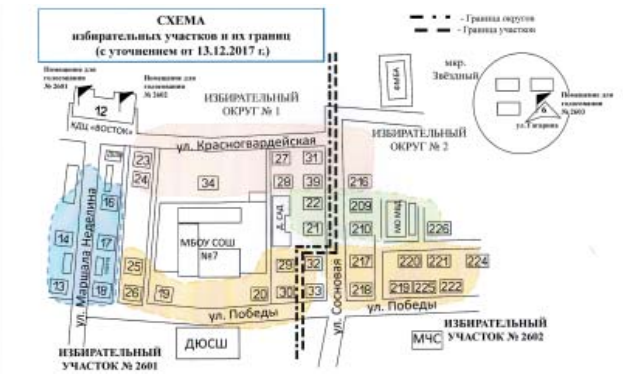 СХЕМА
избирательных участков и их границ
(с уточнением от 13.12.2017 г.)
- Граница округов
- Граница участков
Помещение для
голосования
№ 2601
Помещение для
голосования
№ 2602
12
КДЦ «ВОСТОК»
ИЗБИРАТЕЛЬНЫЙ
ОКРУГ № 1
ФМБА
мкр.
Звёздный
Помещение для
голосования
№ 2603
6
ул. Гагарина
ИЗБИРАТЕЛЬНЫЙ
ОКРУГ № 2
ул. Красногвардейская
23
24
34
27
31
28
39
22
21
Д. САД
216
209
210
МО МВД
226
16
14
17
13
18
ул. Маршала Неделина
МБОУ СОШ
№7
25
26
19
20
29
30
32
33
217
218
220
221
224
219
225
222
ул. Сосновая
ул. Победы
ул. Победы
ДЮСШ
МЧС
ИЗБИРАТЕЛЬНЫЙ
УЧАСТОК № 2601
ИЗБИРАТЕЛЬНЫЙ
УЧАСТОК № 2602